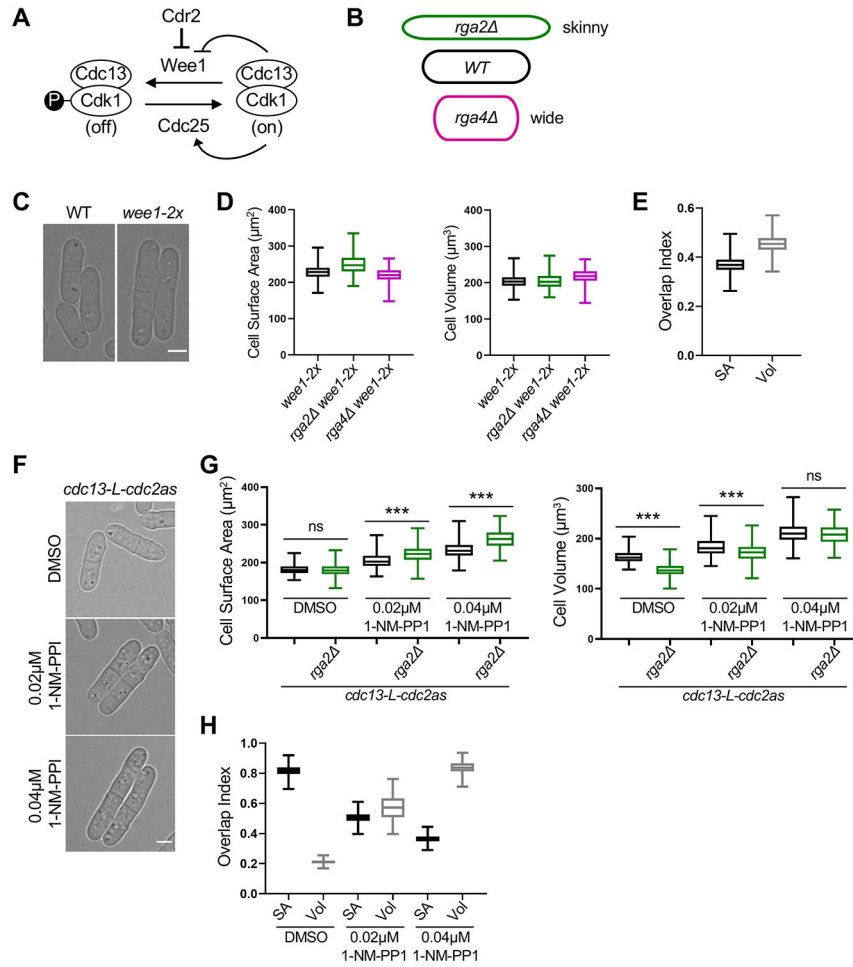 A
Cdr2
Wee1
Cdc13
Cdc13
P
Cdk1
Cdk1
(off)
Cdc25
(on)
B
rga2Δ
skinny
WT
rga4Δ
wide
C
WT
wee1-2x
D
Cell Surface Area (µm²)
400
300
200
100
0
wee1-2x
rga2Δ wee1-2x
rga4Δ wee1-2x
Cell Volume (µm³)
400
300
200
100
0
wee1-2x
rga2Δ wee1-2x
rga4Δ wee1-2x
E
Overlap Index
0.6
0.4
0.2
0.0
SA
Vol
F
cdc13-L-cdc2as
DMSO
0.02µM
1-NM-PPI
0.04µM
1-NM-PPI
G
Cell Surface Area (µm²)
400
300
200
100
0
ns
***
***
DMSO
0.02µM
1-NM-PP1
0.04µM
1-NM-PP1
rga2Δ
rga2Δ
rga2Δ
cdc13-L-cdc2as
Cell Volume (µm³)
300
200
100
0
***
***
ns
DMSO
0.02µM
1-NM-PP1
0.04µM
1-NM-PP1
rga2Δ
rga2Δ
rga2Δ
cdc13-L-cdc2as
H
Overlap Index
1.0
0.8
0.6
0.4
0.2
0.0
SA
Vol
SA
Vol
SA
Vol
DMSO
0.02µM
1-NM-PP1
0.04µM
1-NM-PP1